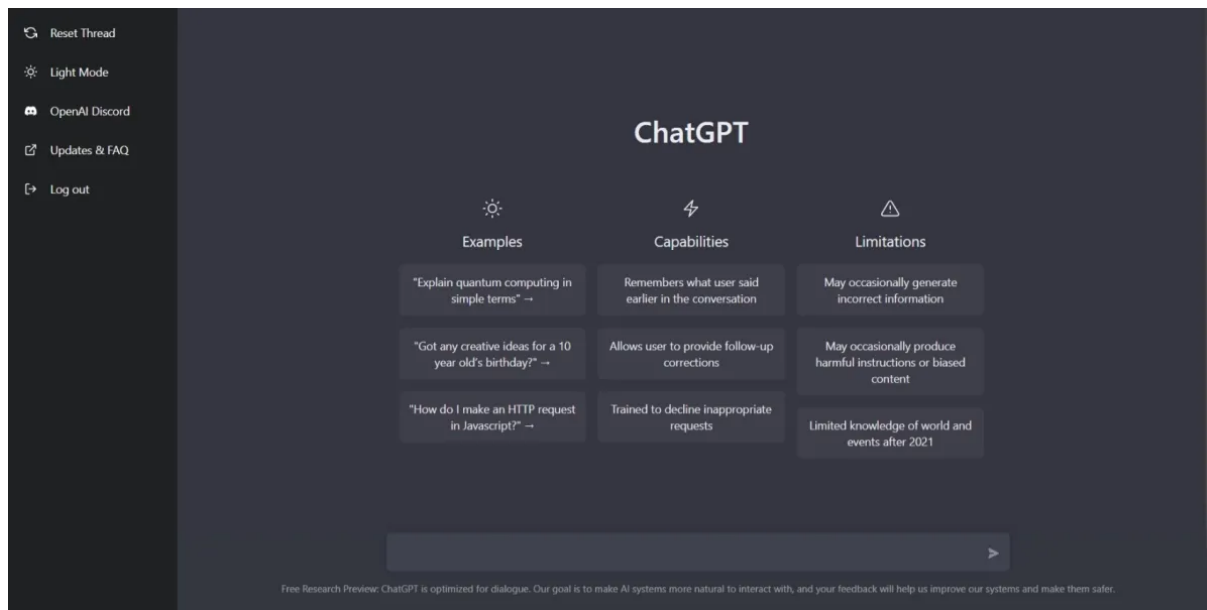 Reset Thread
Light Mode
OpenAI Discord
Updates & FAQ
Log out
ChatGPT
Examples
"Explain quantum computing in
simple terms" →
"Got any creative ideas for a 10
year old's birthday?" →
"How do I make an HTTP request
in Javascript?" →
Capabilities
Remembers what user said
earlier in the conversation
Allows user to provide follow-up
corrections
Trained to decline inappropriate
requests
Limitations
May occasionally generate
incorrect information
May occasionally produce
harmful instructions or biased
content
Limited knowledge of world and
events after 2021
Free Research Preview: ChatGPT is optimized for dialogue. Our goal is to make AI systems more natural to interact with, and your feedback will help us improve our systems and make them safer.